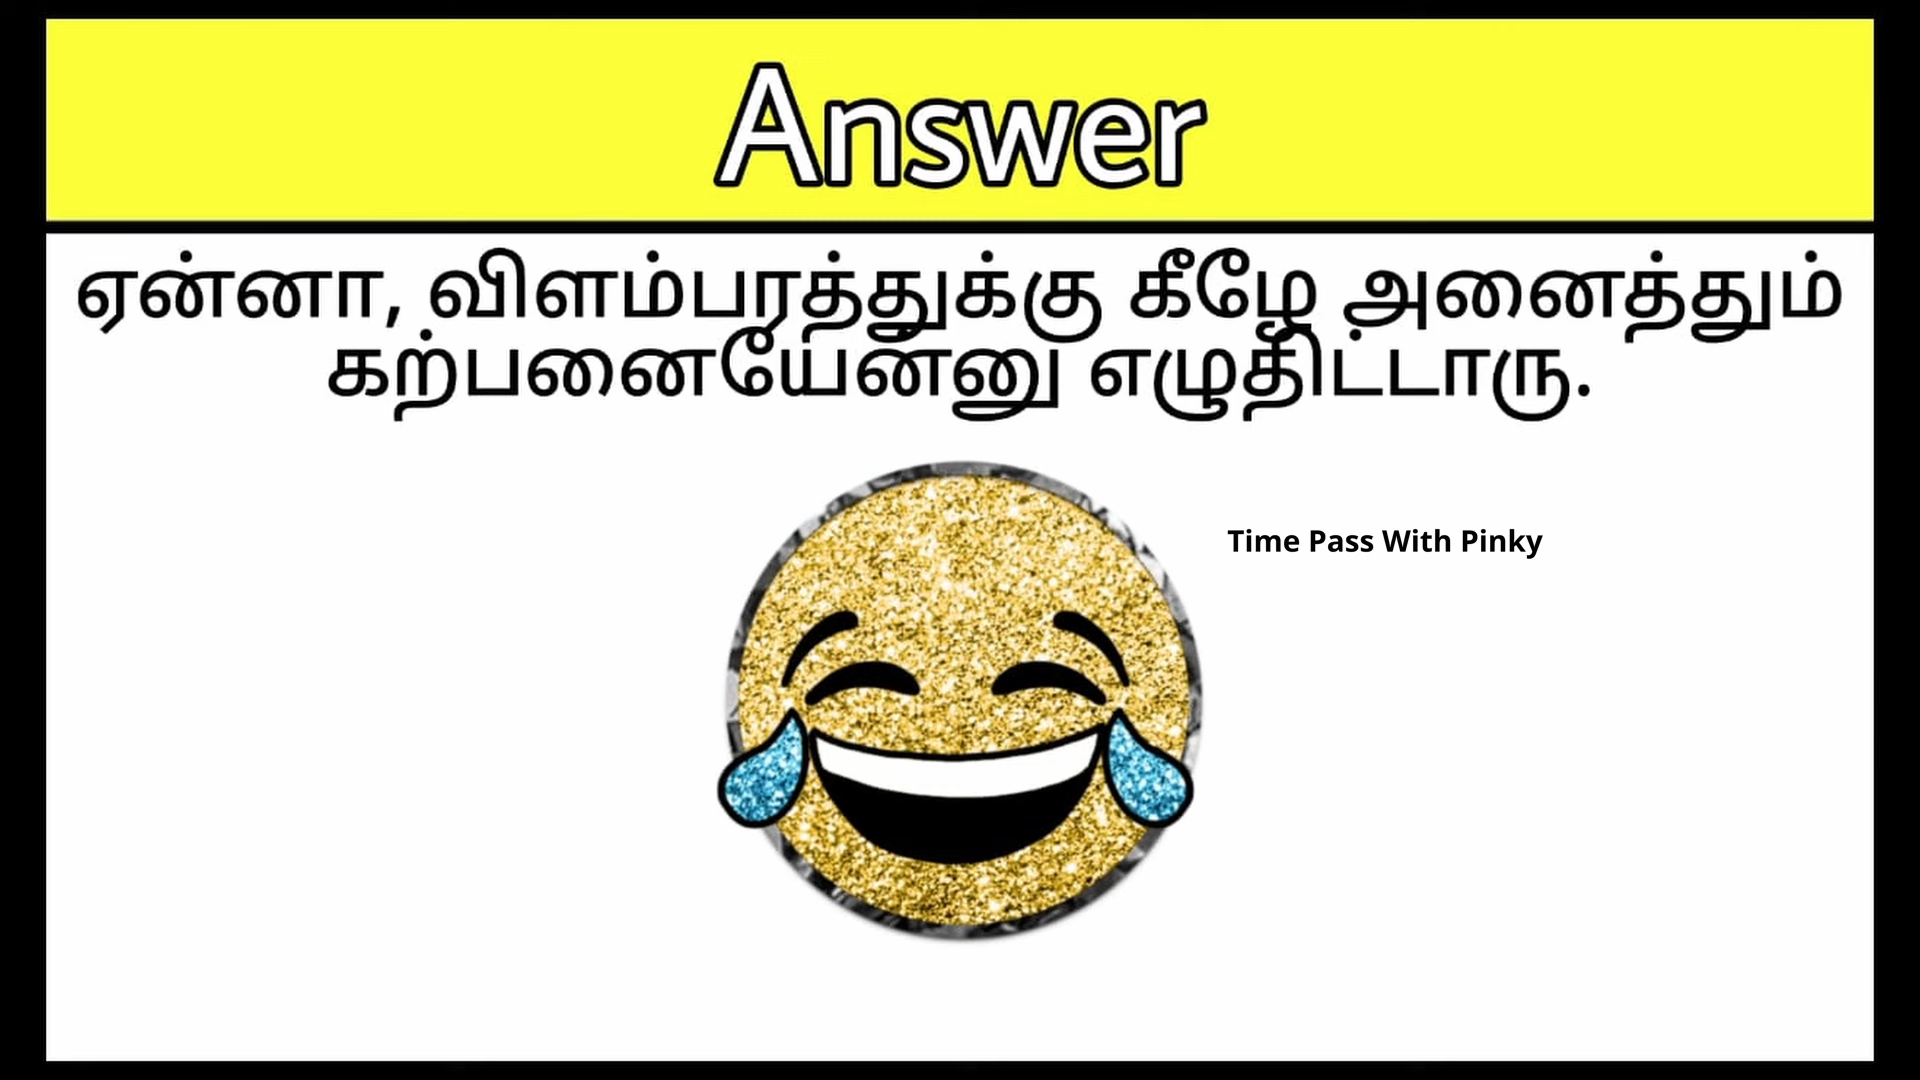 Answer
ஏன்னா, விளம்பரத்துக்கு கீழே அனைத்தும்
கற்பனையேன்னு எழுதிட்டாரு.
Time Pass With Pinky